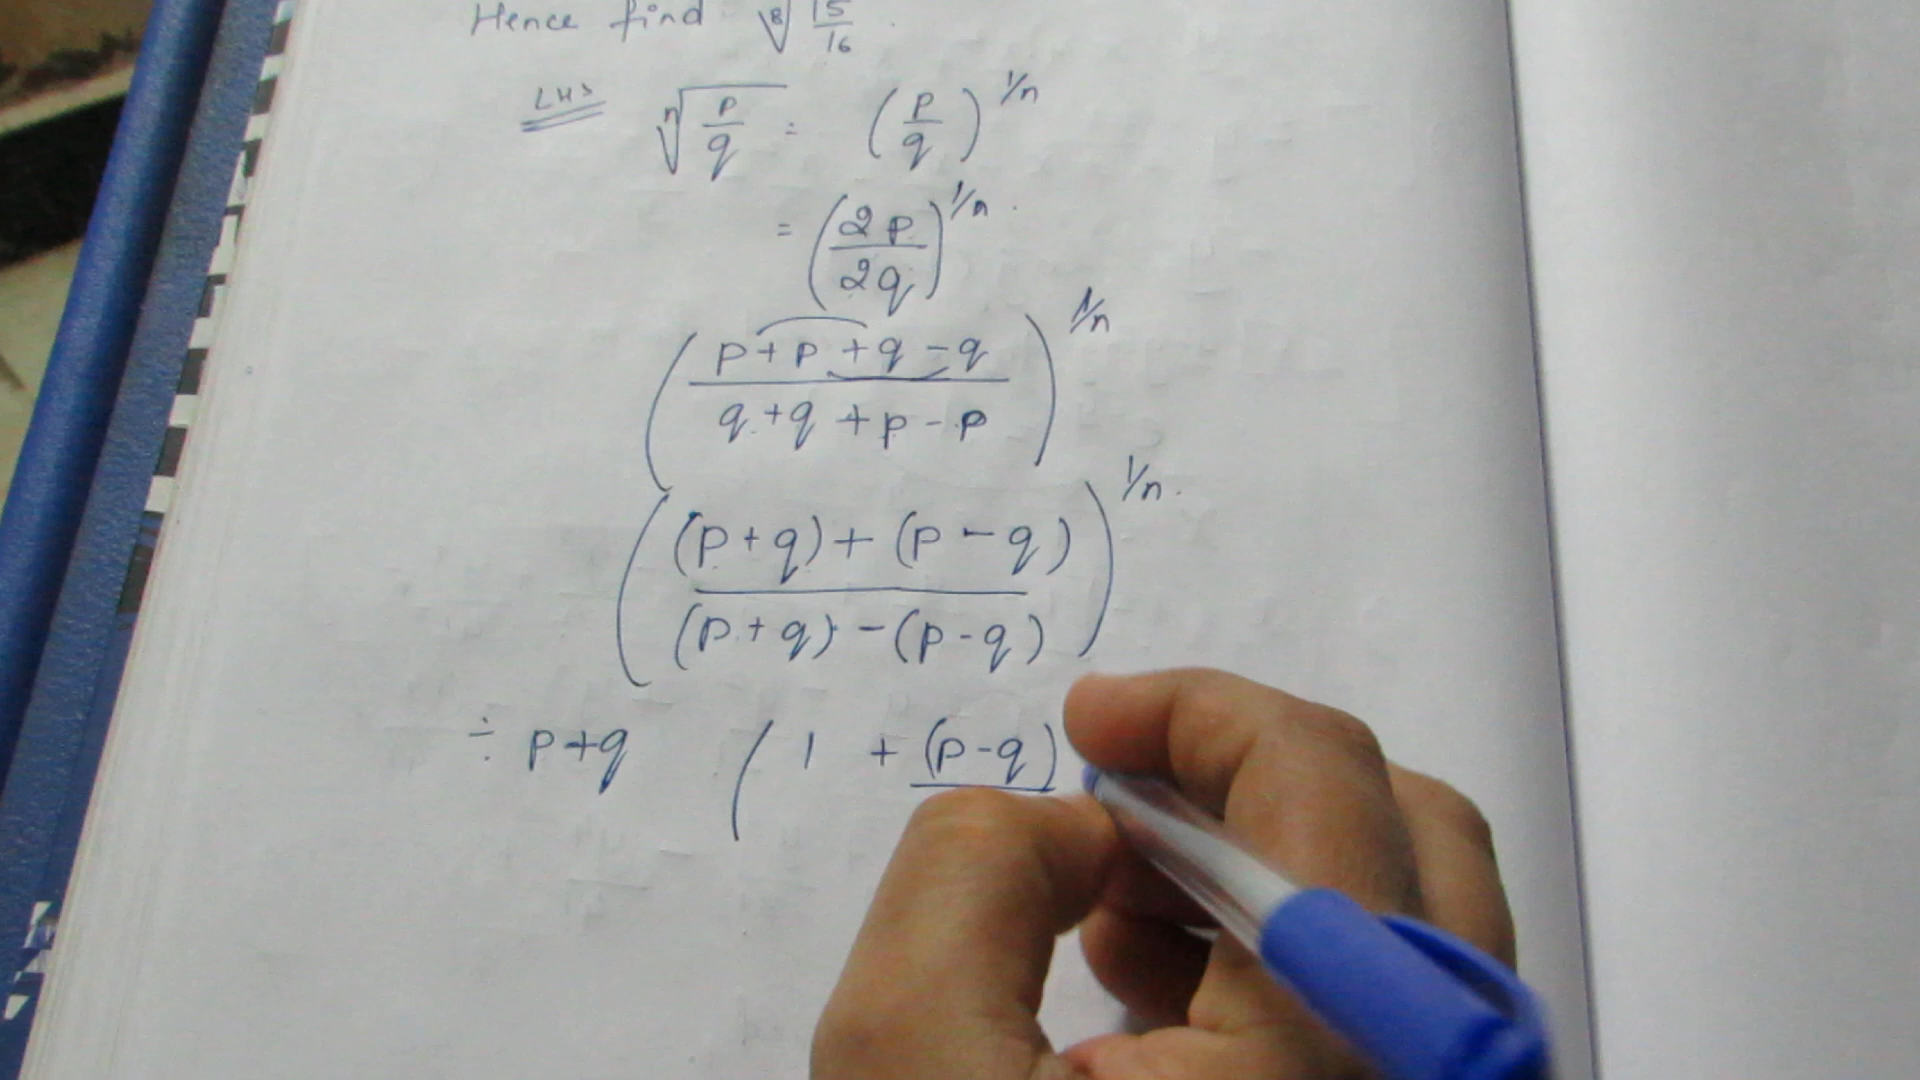 Hence find ⁸√(15/16).
LHS ⁿ√(p/q) = (p/q)^1/n
= (2p/2q)^1/n.
((p+p+q-q)/(q+q+p-p))^1/n
(((p+q)+(p-q))/((p+q)-(p-q)))^1/n.
÷ p+q ( 1 + (p-q)